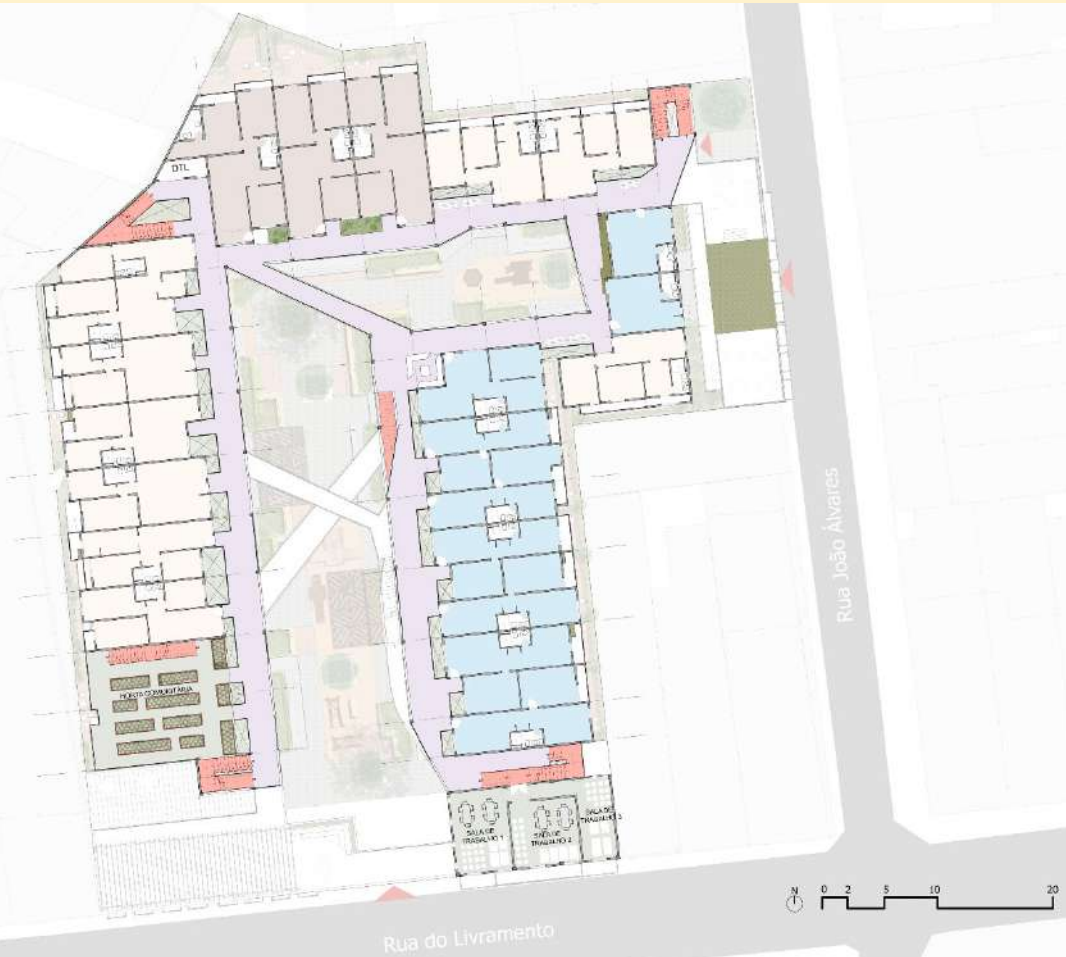 DTL
Rua João Álvares
HORTA COMUNITÁRIA
SALA DE
TRABALHO 1
SALA DE
TRABALHO 2
SALA DE
TRABALHO 3
N
0 2 5 10 20
Rua do Livramento